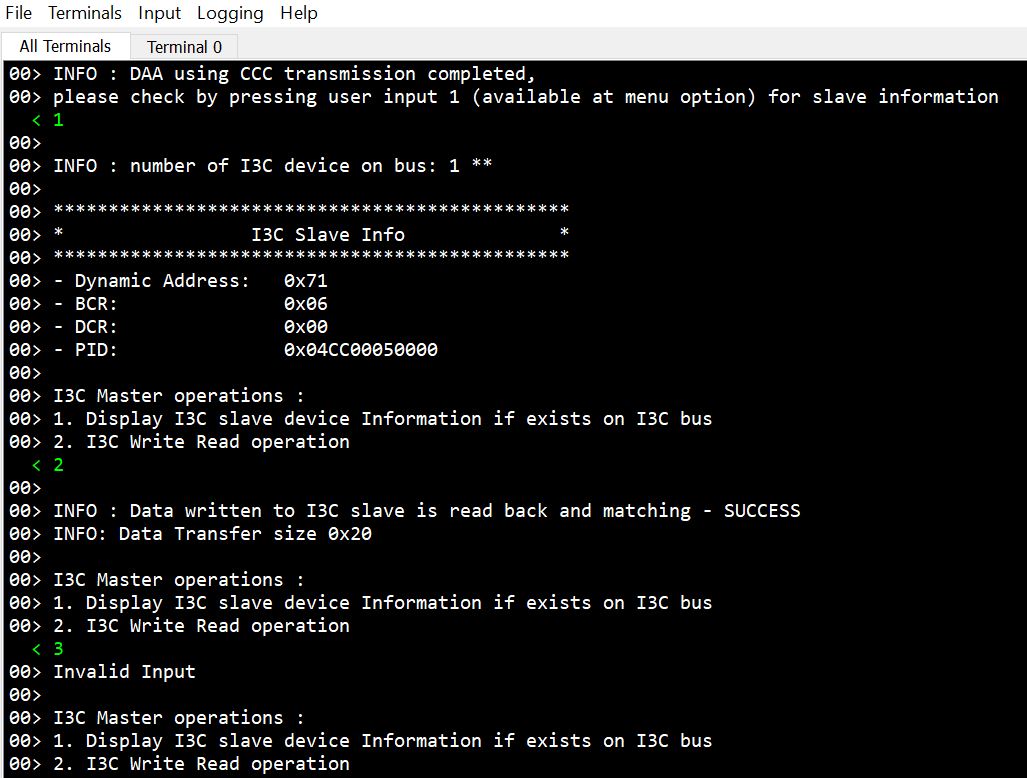 File Terminals Input Logging Help
All Terminals Terminal 0
00> INFO : DAA using CCC transmission completed,
00> please check by pressing user input 1 (available at menu option) for slave information
< 1
00>
00> INFO : number of I3C device on bus: 1 **
00>
00> ***********************************************
00> * I3C Slave Info *
00> ***********************************************
00> - Dynamic Address: 0x71
00> - BCR: 0x06
00> - DCR: 0x00
00> - PID: 0x04CC00050000
00>
00> I3C Master operations :
00> 1. Display I3C slave device Information if exists on I3C bus
00> 2. I3C Write Read operation
< 2
00>
00> INFO : Data written to I3C slave is read back and matching - SUCCESS
00> INFO: Data Transfer size 0x20
00>
00> I3C Master operations :
00> 1. Display I3C slave device Information if exists on I3C bus
00> 2. I3C Write Read operation
< 3
00> Invalid Input
00>
00> I3C Master operations :
00> 1. Display I3C slave device Information if exists on I3C bus
00> 2. I3C Write Read operation